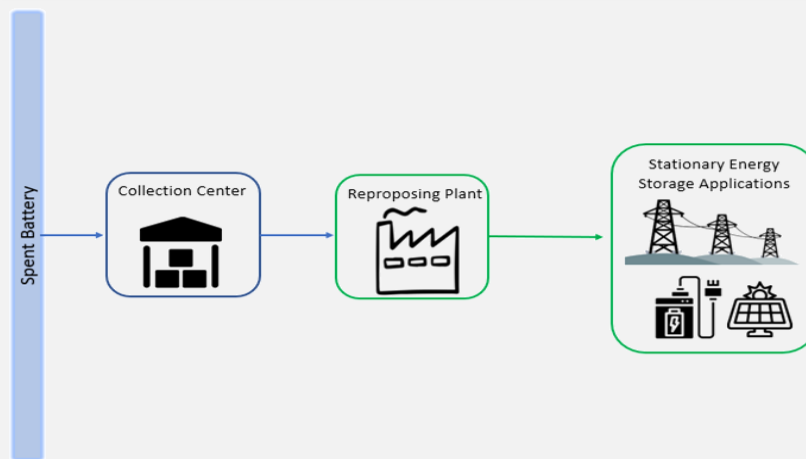 Spent Battery
Collection Center
Reproposing Plant
Stationary Energy
Storage Applications